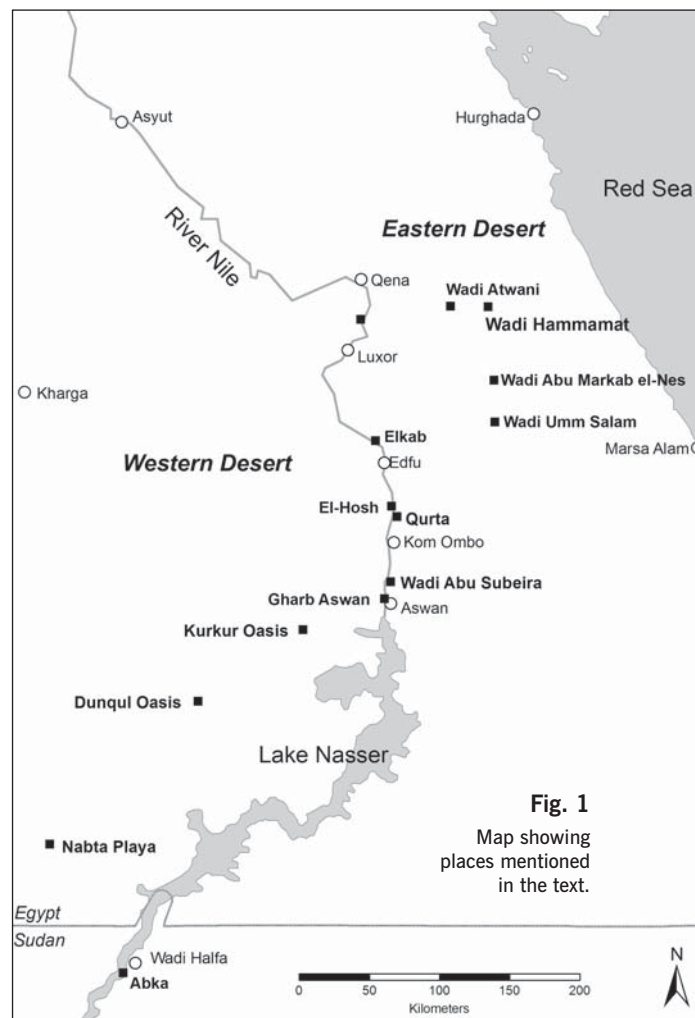 Asyut
Hurghada
Red Sea
Eastern Desert
River Nile
Qena
Wadi Atwani
Wadi Hammamat
Luxor
Wadi Abu Markab el-Nes
Kharga
Wadi Umm Salam
Elkab
Marsa Alam
Western Desert
Edfu
El-Hosh
Qurta
Kom Ombo
Wadi Abu Subeira
Gharb Aswan
Aswan
Kurkur Oasis
Dunqul Oasis
Lake Nasser
Fig. 1
Map showing
places mentioned
in the text.
Nabta Playa
Egypt
Sudan
Wadi Halfa
N
Abka
0 50 100 150 200
Kilometers